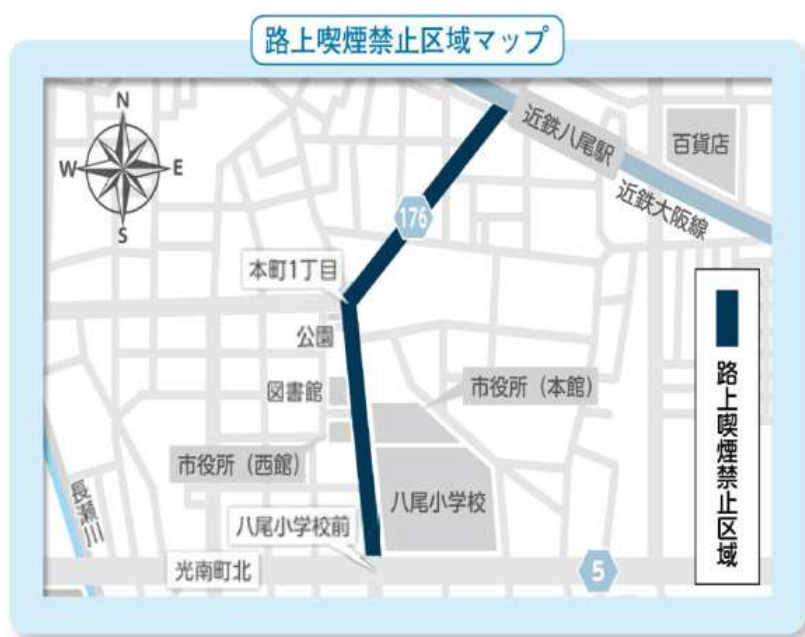 路上喫煙禁止区域マップ
N
W
E
S
近鉄八尾駅
百貨店
近鉄大阪線
176
本町1丁目
公園
図書館
市役所（本館）
市役所（西館）
長瀬川
八尾小学校
八尾小学校前
光南町北
5
路上喫煙禁止区域